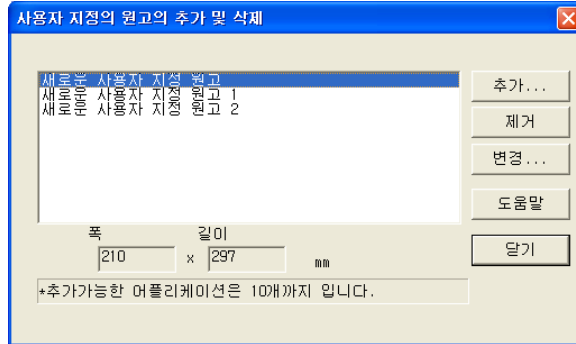 사용자 지정의 원고의 추가 및 삭제
새로운 사용자 지정 원고
새로운 사용자 지정 원고 1
새로운 사용자 지정 원고 2
추가...
제거
변경...
도움말
닫기
폭 길이
210 x 297 mm
*추가가능한 어플리케이션은 10개까지 입니다.